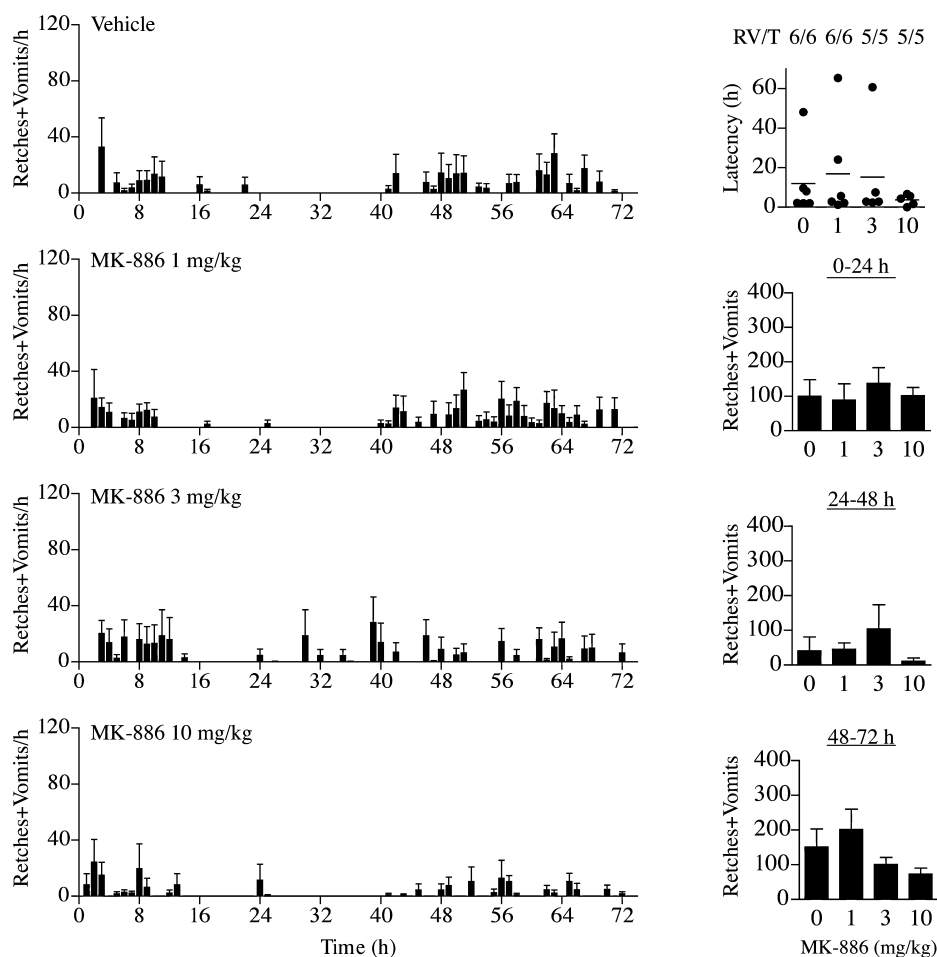 Vehicle
Retches+Vomits/h
120
80
40
0
0 8 16 24 32 40 48 56 64 72
MK-886 1 mg/kg
Retches+Vomits/h
120
80
40
0
0 8 16 24 32 40 48 56 64 72
MK-886 3 mg/kg
Retches+Vomits/h
120
80
40
0
0 8 16 24 32 40 48 56 64 72
MK-886 10 mg/kg
Retches+Vomits/h
120
80
40
0
0 8 16 24 32 40 48 56 64 72
Time (h)
RV/T 6/6 6/6 5/5 5/5
Latecncy (h)
60
40
20
0
0 1 3 10
0-24 h
Retches+Vomits
400
300
200
100
0
0 1 3 10
24-48 h
Retches+Vomits
400
300
200
100
0
0 1 3 10
48-72 h
Retches+Vomits
400
300
200
100
0
0 1 3 10
MK-886 (mg/kg)